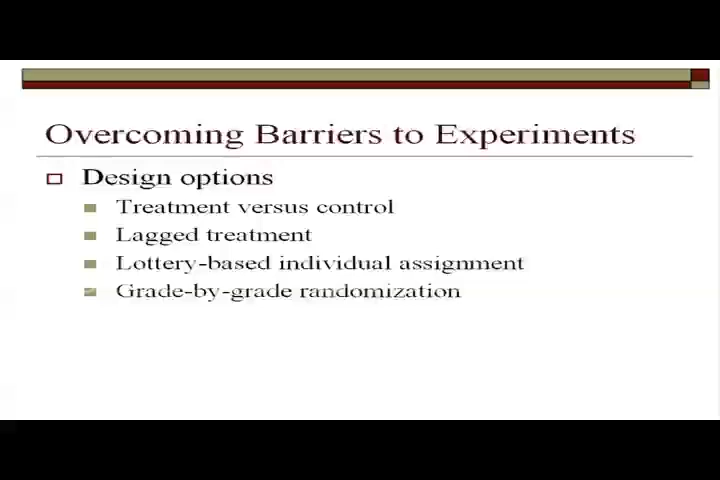 Overcoming Barriers to Experiments
Design options
Treatment versus control
Lagged treatment
Lottery-based individual assignment
Grade-by-grade randomization